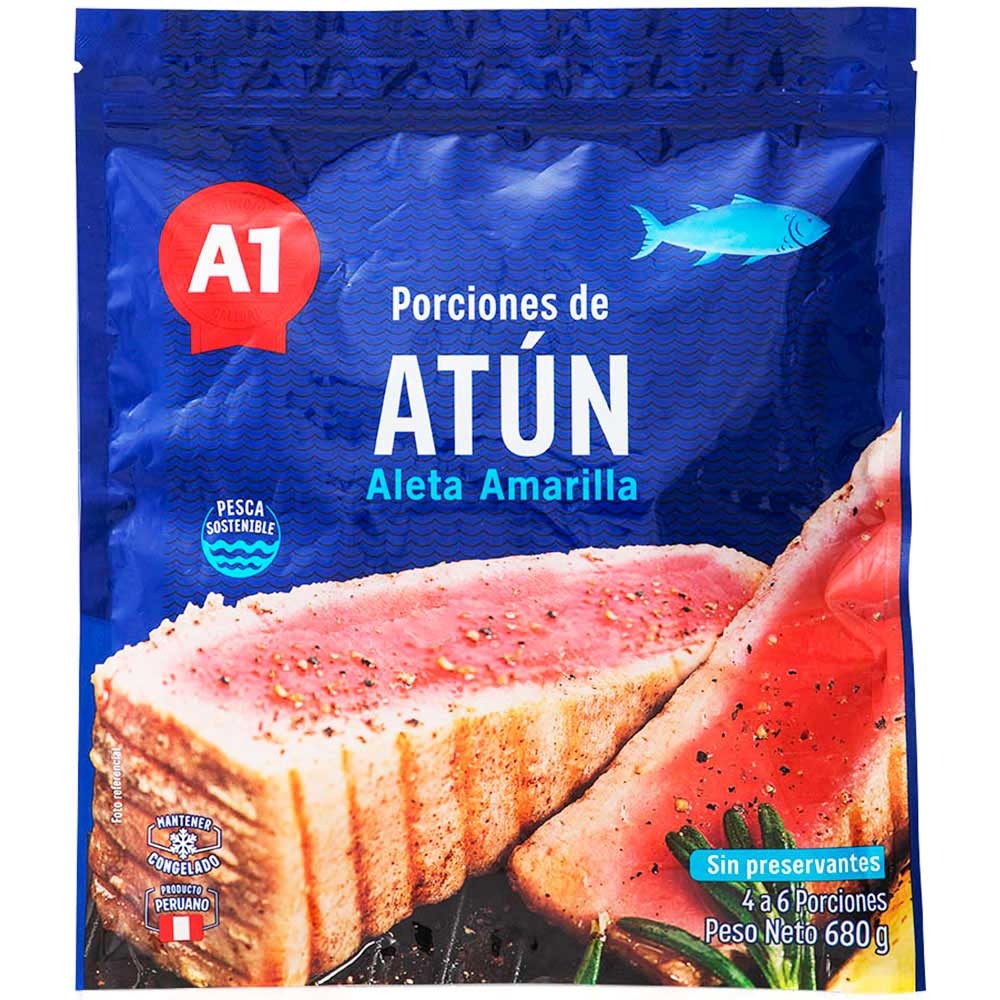 A1
Porciones de
ATÚN
Aleta Amarilla
PESCA
SOSTENIBLE
Foto referencial
MANTENER
CONGELADO
PRODUCTO
PERUANO
Sin preservantes
4 a 6 Porciones
Peso Neto 680 g